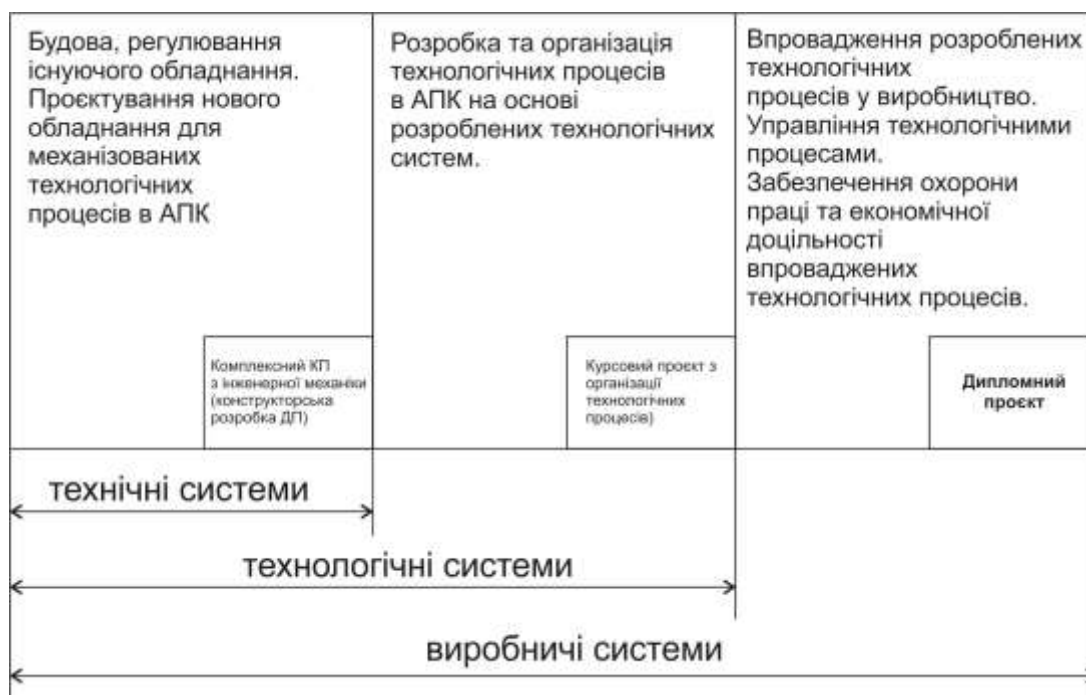 Будова, регулювання
існуючого обладнання.
Проєктування нового
обладнання для
механізованих
технологічних
процесів в АПК
Розробка та організація
технологічних процесів
в АПК на основі
розроблених технологічних
систем.
Впровадження розроблених
технологічних
процесів у виробництво.
Управління технологічними
процесами.
Забезпечення охорони
праці та економічної
доцільності
впроваджених
технологічних процесів.
Комплексний КП
з інженерної механіки
(конструкторська
розробка ДП)
Курсовий проєкт з
організації
технологічних
процесів)
Дипломний
проєкт
технічні системи
технологічні системи
виробничі системи